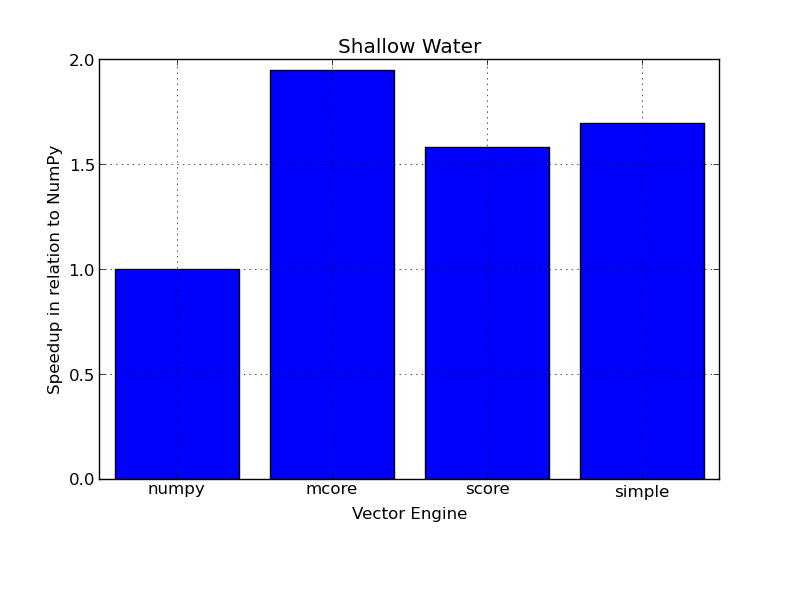 Shallow Water
Speedup in relation to NumPy
2.0
1.5
1.0
0.5
0.0
numpy mcore score simple
Vector Engine